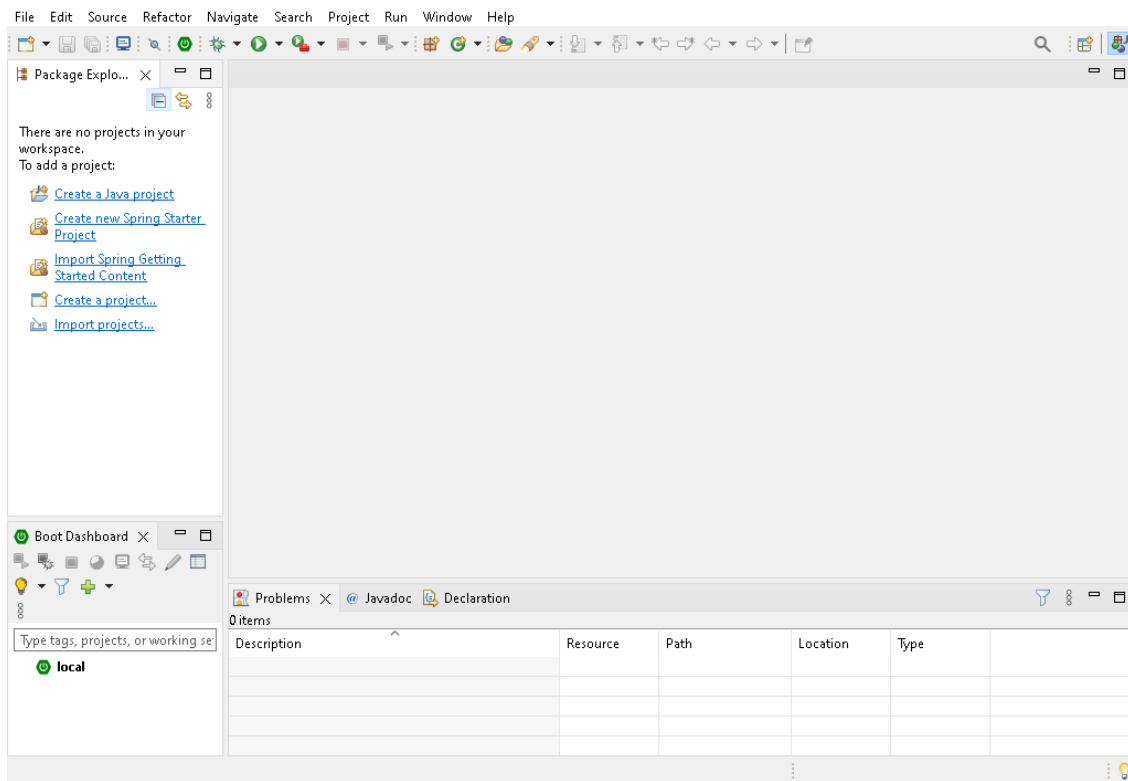 File Edit Source Refactor Navigate Search Project Run Window Help
Package Explo...
There are no projects in your
workspace.
To add a project:
Create a Java project
Create new Spring Starter
Project
Import Spring Getting
Started Content
Create a project...
Import projects...
Boot Dashboard
Type tags, projects, or working se
local
Problems @ Javadoc Declaration
0 items
Description Resource Path Location Type